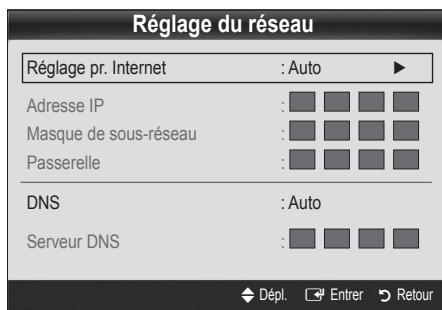 Réglage du réseau
Réglage pr. Internet : Auto ►
Adresse IP :
Masque de sous-réseau :
Passerelle :
DNS : Auto
Serveur DNS :
Dépl. Entrer Retour